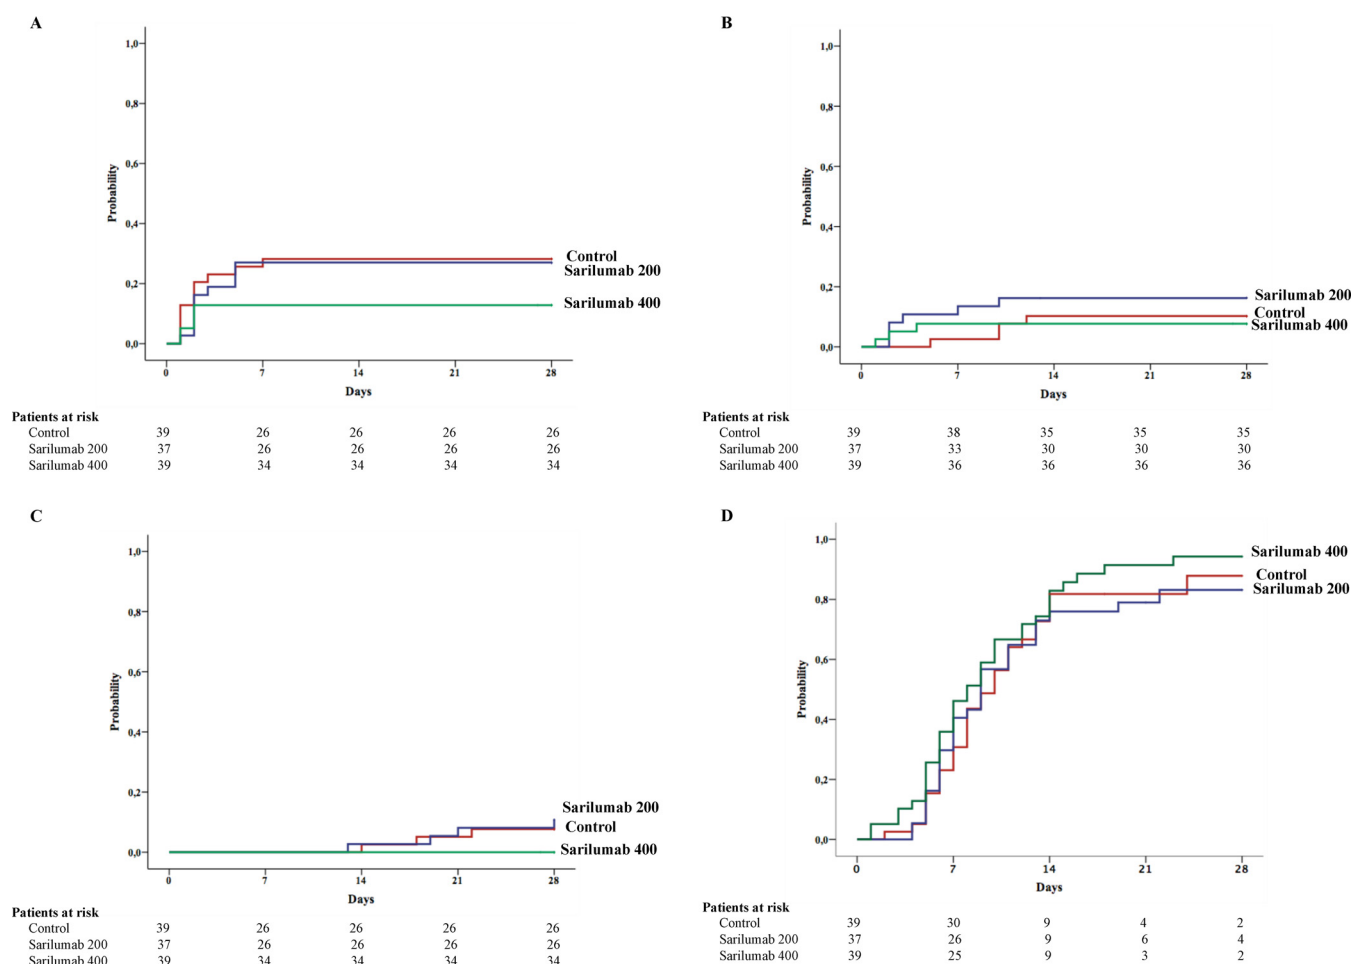 A
1,0
0,8
0,6
0,4
0,2
0,0
Probability
Control
Sarilumab 200
Sarilumab 400
0 7 14 21 28
Days
Patients at risk
Control 39 26 26 26 26
Sarilumab 200 37 26 26 26 26
Sarilumab 400 39 34 34 34 34
B
1,0
0,8
0,6
0,4
0,2
0,0
Probability
Sarilumab 200
Control
Sarilumab 400
0 7 14 21 28
Days
Patients at risk
Control 39 38 35 35 35
Sarilumab 200 37 33 30 30 30
Sarilumab 400 39 36 36 36 36
C
1,0
0,8
0,6
0,4
0,2
0,0
Probability
Sarilumab 200
Control
Sarilumab 400
0 7 14 21 28
Days
Patients at risk
Control 39 26 26 26 26
Sarilumab 200 37 26 26 26 26
Sarilumab 400 39 34 34 34 34
D
1,0
0,8
0,6
0,4
0,2
0,0
Probability
Sarilumab 400
Control
Sarilumab 200
0 7 14 21 28
Days
Patients at risk
Control 39 30 9 4 2
Sarilumab 200 37 26 9 6 4
Sarilumab 400 39 25 9 3 2